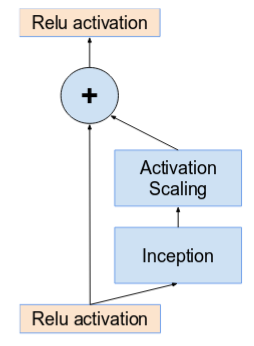 Relu activation
+
Activation
Scaling
Inception
Relu activation